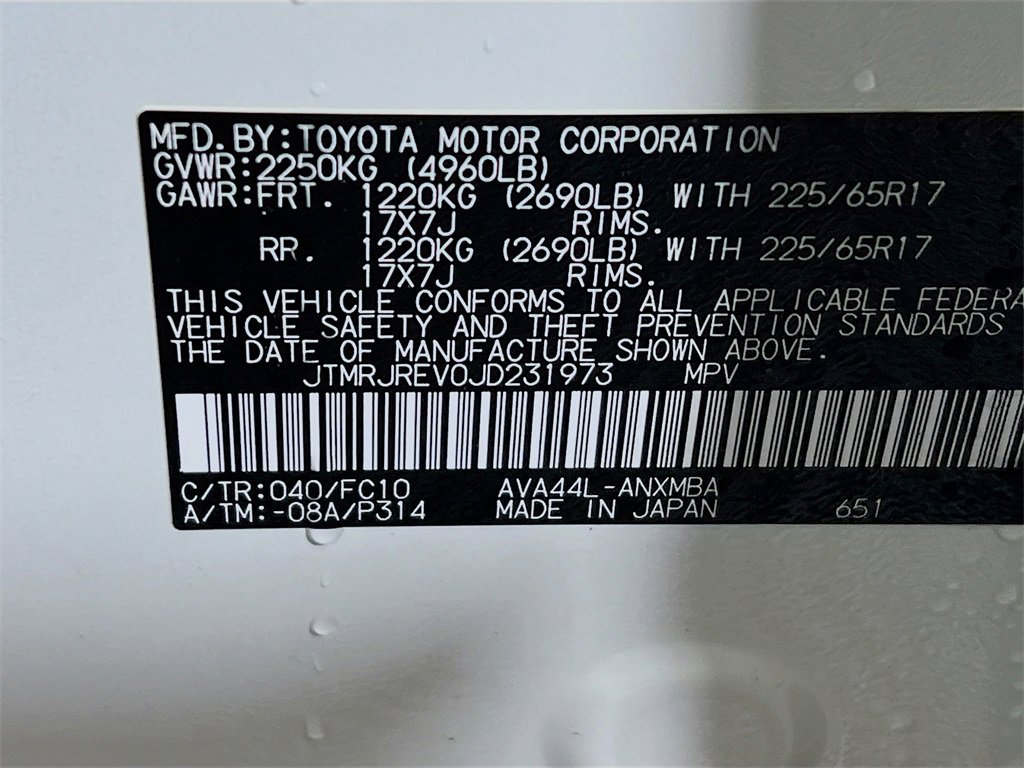 MFD.BY:TOYOTA MOTOR CORPORATION
GVWR:2250KG (4960LB)
GAWR:FRT. 1220KG (2690LB) WITH 225/65R17
17X7J RIMS.
RR. 1220KG (2690LB) WITH 225/65R17
17X7J RIMS.
THIS VEHICLE CONFORMS TO ALL APPLICABLE FEDERA
VEHICLE SAFETY AND THEFT PREVENTION STANDARDS
THE DATE OF MANUFACTURE SHOWN ABOVE.
JTMRJREV0JD231973 MPV
C/TR:040/FC10 AVA44L-ANXMBA
A/TM:-08A/P314 MADE IN JAPAN 651